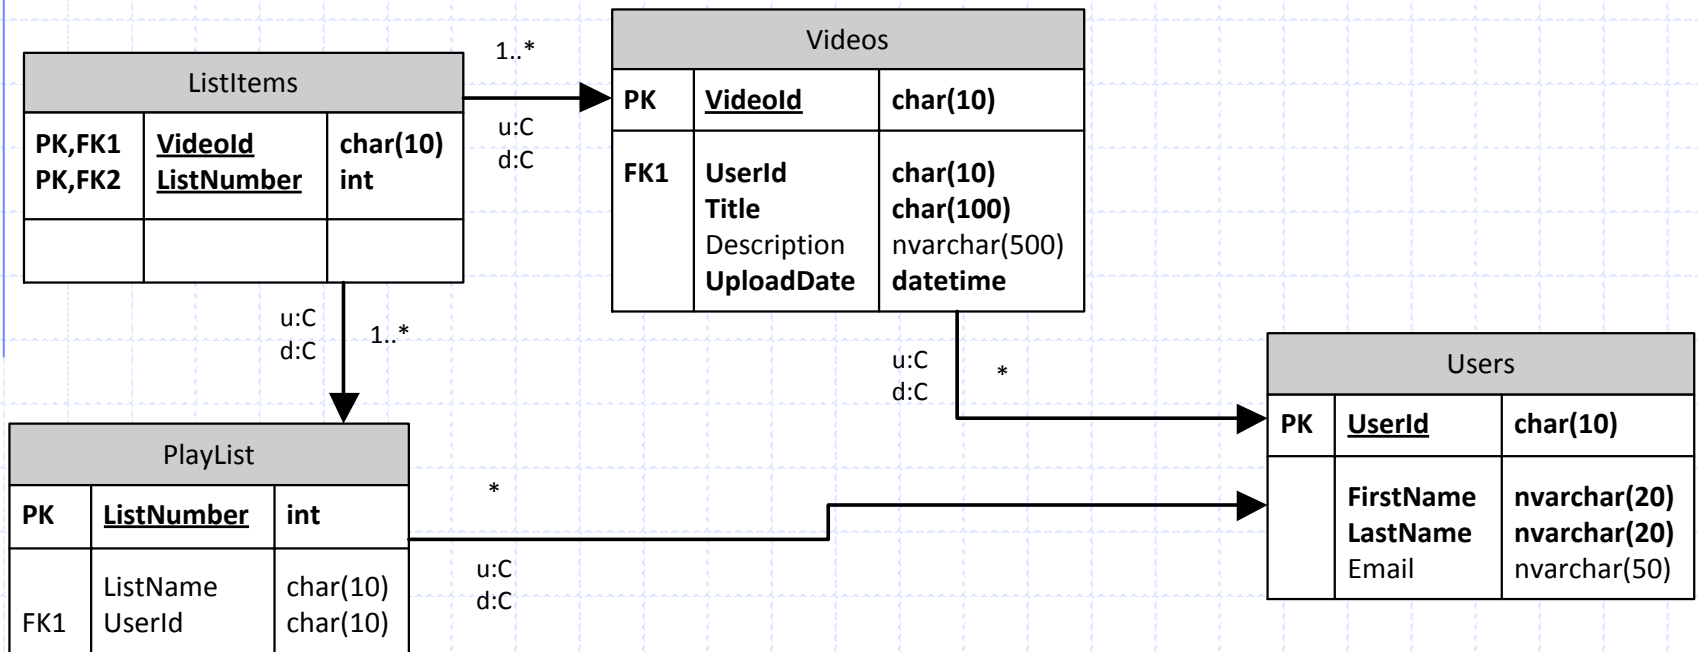 ListItems
PK,FK1 VideoId char(10)
PK,FK2 ListNumber int
1..*
u:C
d:C
Videos
PK VideoId char(10)
FK1 UserId char(10)
Title char(100)
Description nvarchar(500)
UploadDate datetime
u:C
d:C
1..*
u:C
d:C
*
Users
PK UserId char(10)
FirstName nvarchar(20)
LastName nvarchar(20)
Email nvarchar(50)
PlayList
PK ListNumber int
ListName char(10)
FK1 UserId char(10)
*
u:C
d:C